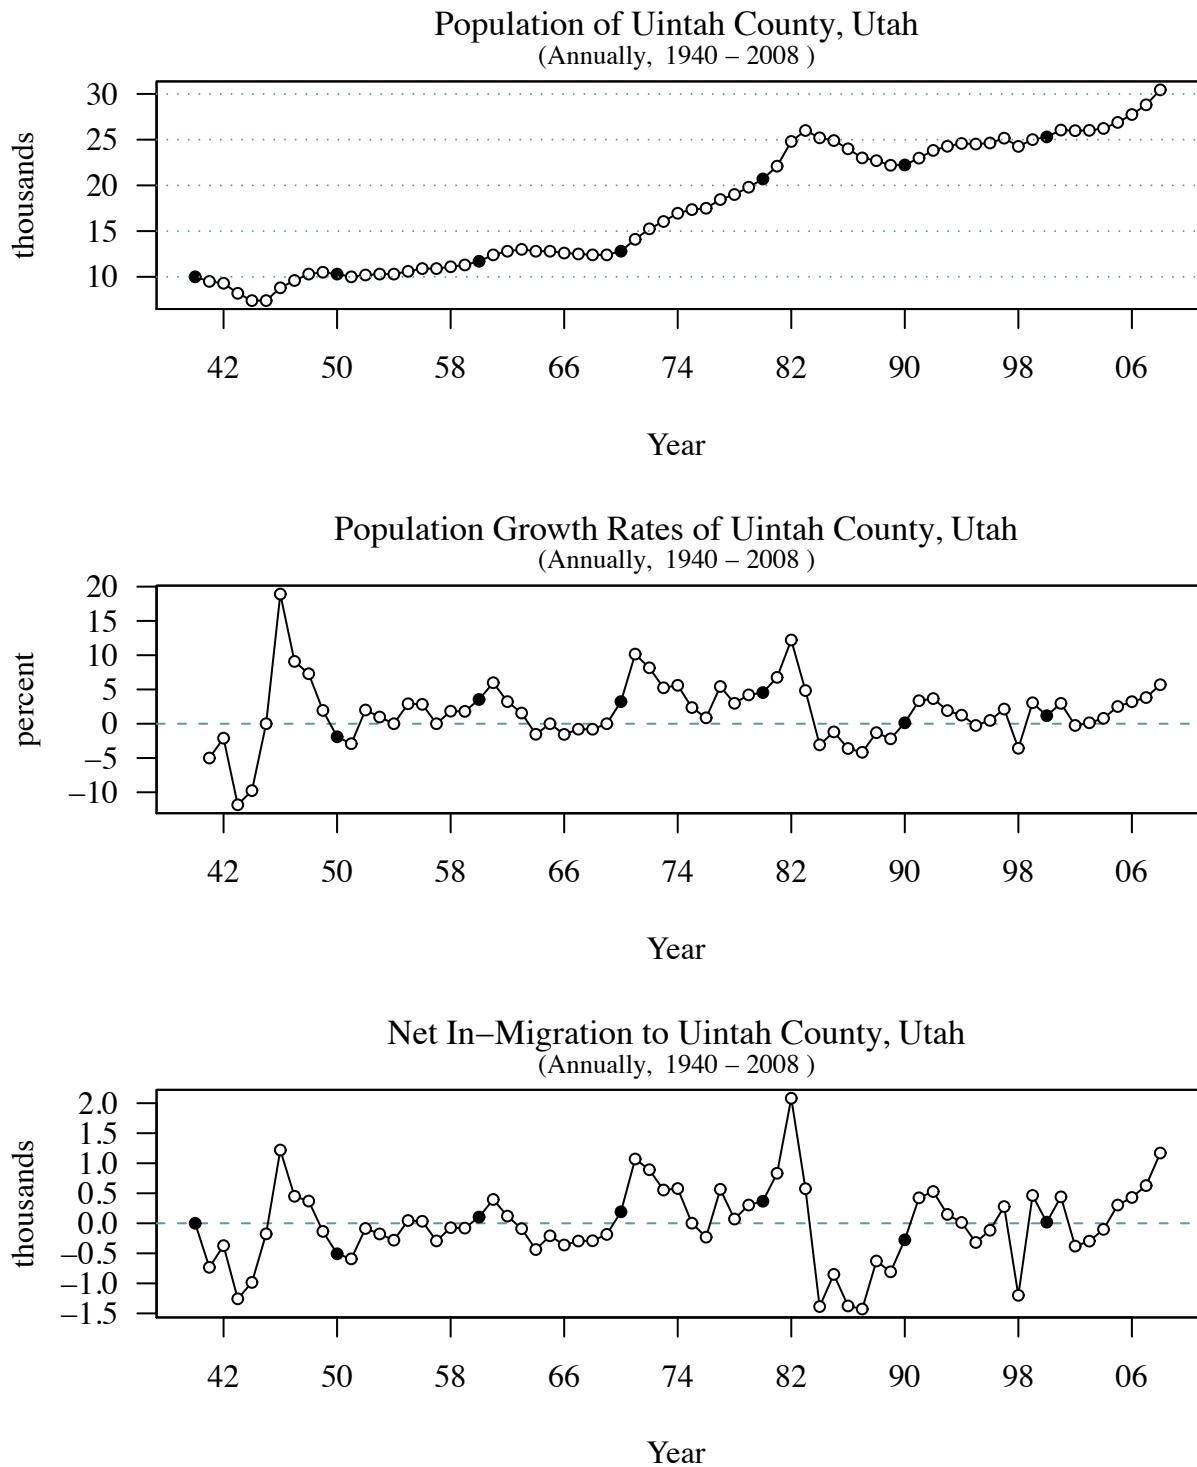 Population of Uintah County, Utah
(Annually, 1940 – 2008 )
thousands
30
25
20
15
10
42 50 58 66 74 82 90 98 06
Year
Population Growth Rates of Uintah County, Utah
(Annually, 1940 – 2008 )
percent
20
15
10
5
0
−5
−10
42 50 58 66 74 82 90 98 06
Year
Net In−Migration to Uintah County, Utah
(Annually, 1940 – 2008 )
thousands
2.0
1.5
1.0
0.5
0.0
−0.5
−1.0
−1.5
42 50 58 66 74 82 90 98 06
Year